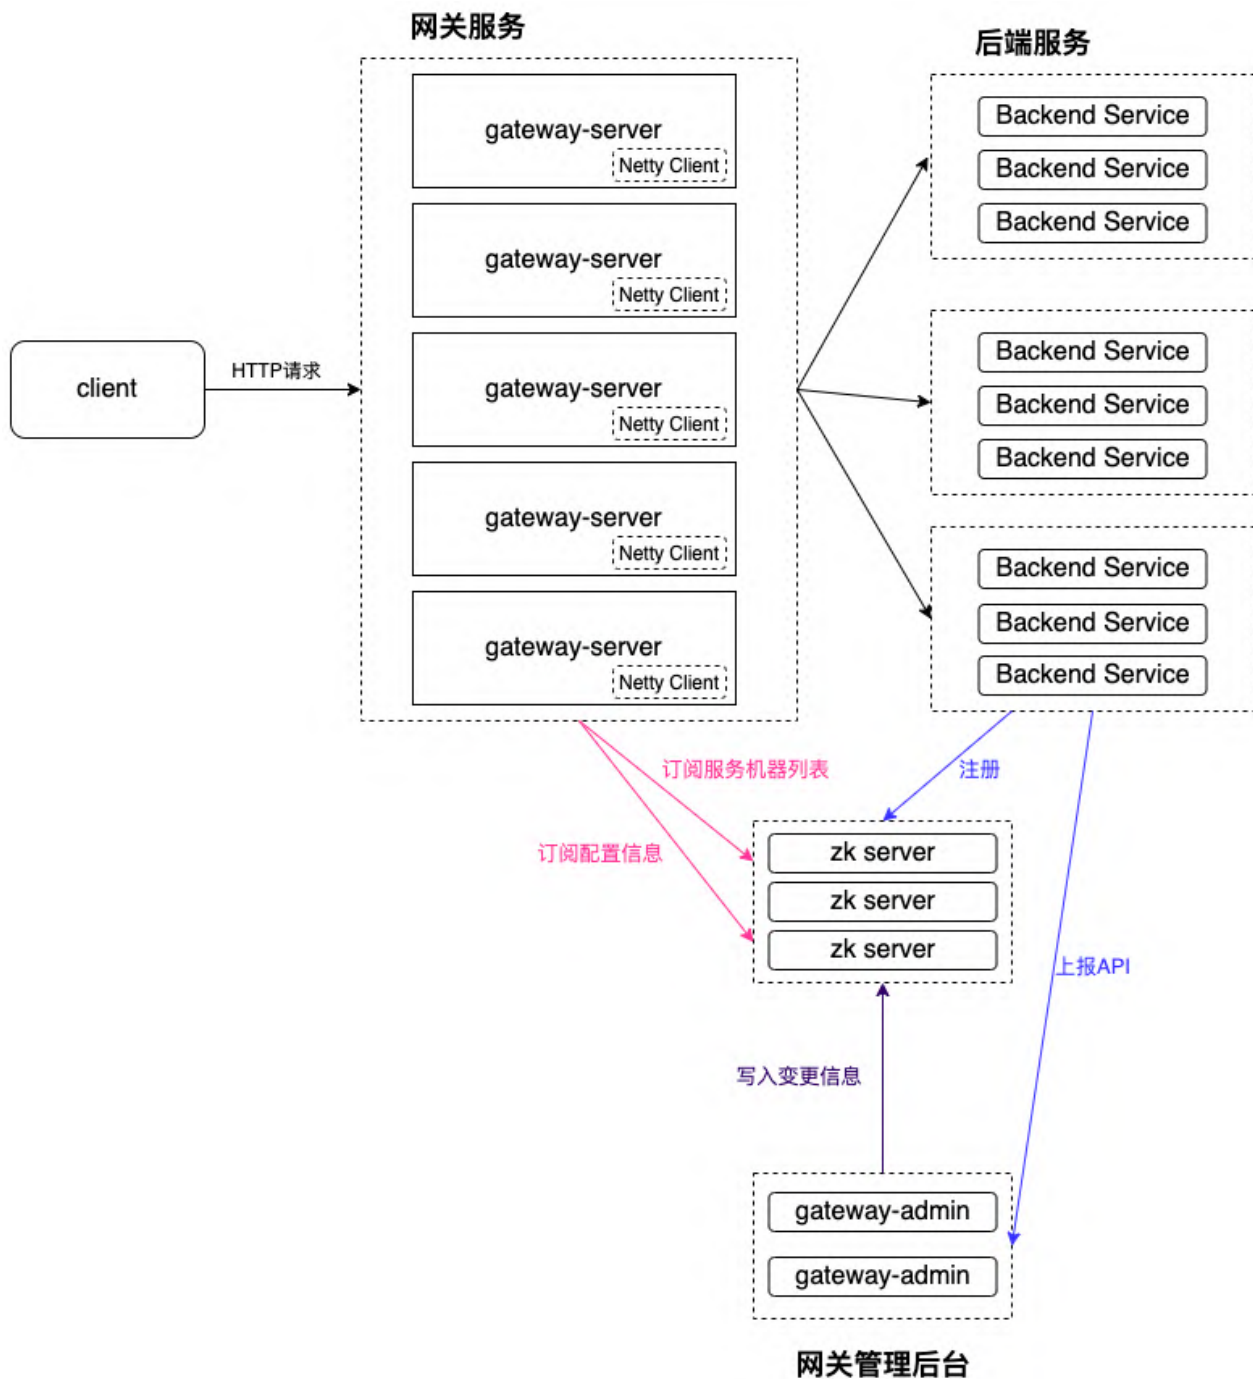 网关服务
后端服务
gateway-server
Netty Client
gateway-server
Netty Client
gateway-server
Netty Client
gateway-server
Netty Client
gateway-server
Netty Client
Backend Service
Backend Service
Backend Service
Backend Service
Backend Service
Backend Service
Backend Service
Backend Service
Backend Service
client
HTTP请求
订阅服务机器列表
注册
订阅配置信息
zk server
zk server
zk server
上报API
写入变更信息
gateway-admin
gateway-admin
网关管理后台